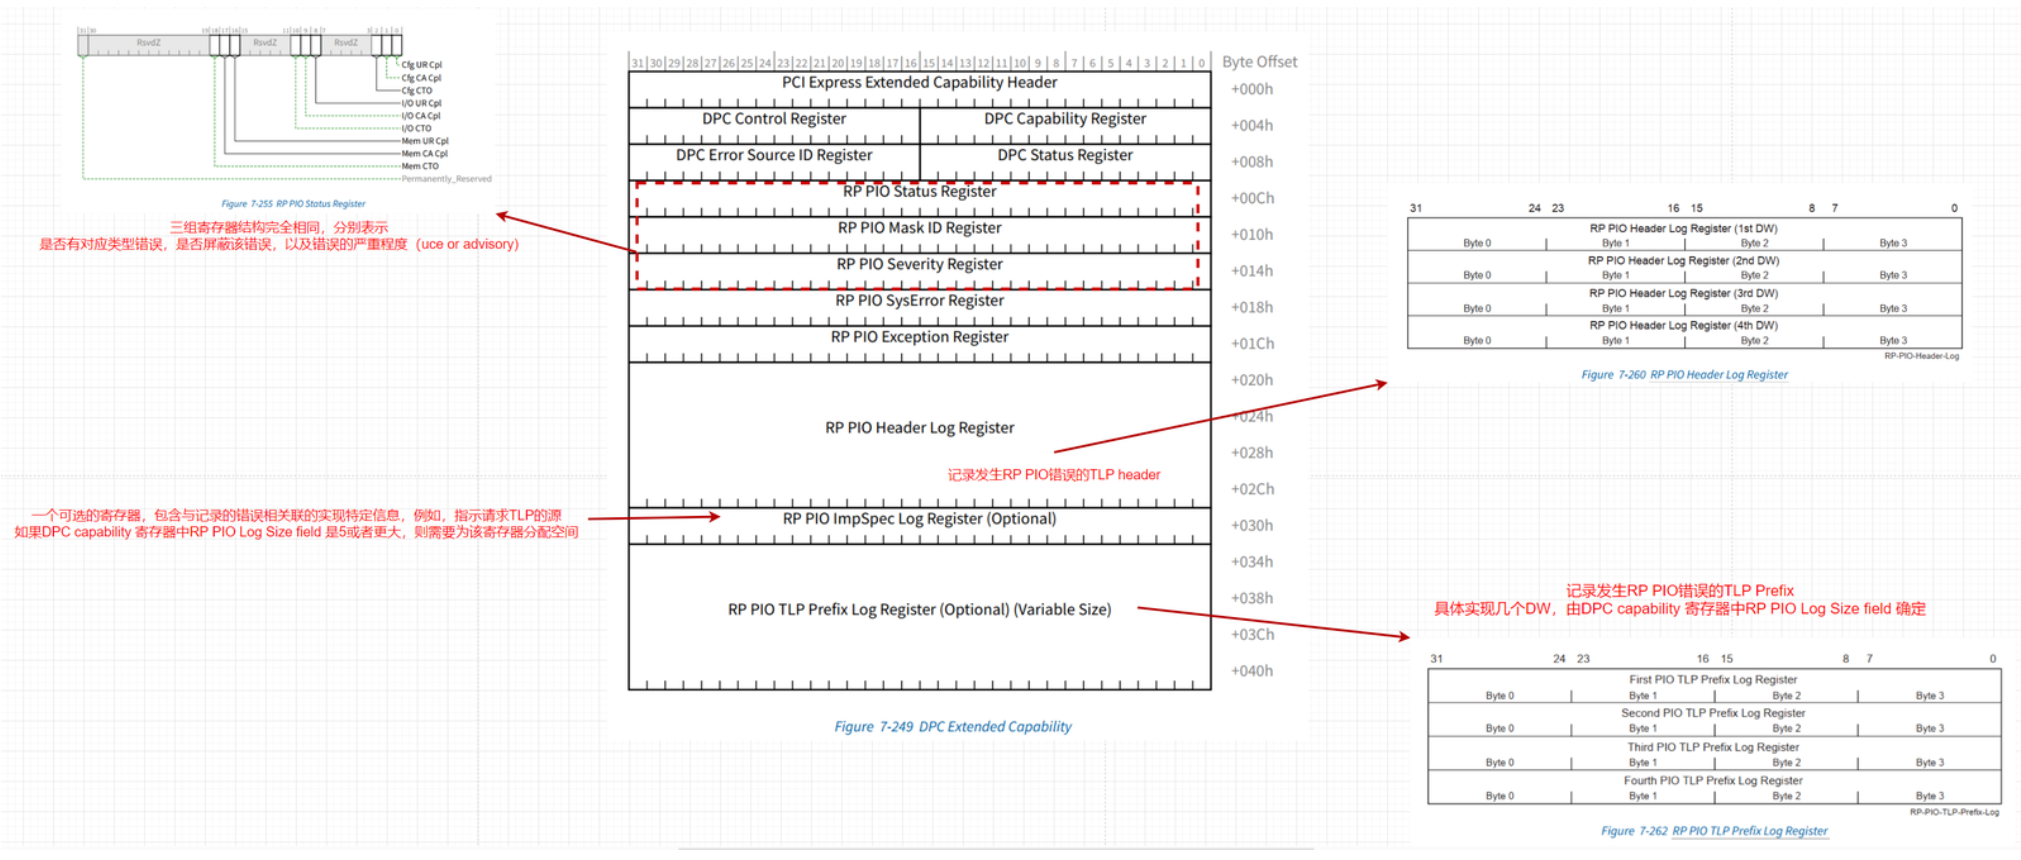 31 30 19 18 17 16 15 11 10 9 8 7 3 2 1 0
RsvdZ RsvdZ RsvdZ
Cfg UR Cpl
Cfg CA Cpl
Cfg CTO
I/O UR Cpl
I/O CA Cpl
I/O CTO
Mem UR Cpl
Mem CA Cpl
Mem CTO
Permanently_Reserved
Figure 7-255 RP PIO Status Register
三组寄存器结构完全相同，分别表示
是否有对应类型错误，是否屏蔽该错误，以及错误的严重程度（uce or advisory）
一个可选的寄存器，包含与记录的错误相关联的实现特定信息，例如，指示请求TLP的源
如果DPC capability 寄存器中RP PIO Log Size field 是5或者更大，则需要为该寄存器分配空间
31 30 29 28 27 26 25 24 23 22 21 20 19 18 17 16 15 14 13 12 11 10 9 8 7 6 5 4 3 2 1 0 Byte Offset
PCI Express Extended Capability Header +000h
DPC Control Register DPC Capability Register +004h
DPC Error Source ID Register DPC Status Register +008h
RP PIO Status Register +00Ch
RP PIO Mask ID Register +010h
RP PIO Severity Register +014h
RP PIO SysError Register +018h
RP PIO Exception Register +01Ch
+020h
+024h
RP PIO Header Log Register
+028h
记录发生RP PIO错误的TLP header
+02Ch
RP PIO ImpSpec Log Register (Optional) +030h
+034h
+038h
RP PIO TLP Prefix Log Register (Optional) (Variable Size)
+03Ch
+040h
Figure 7-249 DPC Extended Capability
31 24 23 16 15 8 7 0
RP PIO Header Log Register (1st DW)
Byte 0 Byte 1 Byte 2 Byte 3
RP PIO Header Log Register (2nd DW)
Byte 0 Byte 1 Byte 2 Byte 3
RP PIO Header Log Register (3rd DW)
Byte 0 Byte 1 Byte 2 Byte 3
RP PIO Header Log Register (4th DW)
Byte 0 Byte 1 Byte 2 Byte 3
RP-PIO-Header-Log
Figure 7-260 RP PIO Header Log Register
记录发生RP PIO错误的TLP Prefix
具体实现几个DW，由DPC capability 寄存器中RP PIO Log Size field 确定
31 24 23 16 15 8 7 0
First PIO TLP Prefix Log Register
Byte 0 Byte 1 Byte 2 Byte 3
Second PIO TLP Prefix Log Register
Byte 0 Byte 1 Byte 2 Byte 3
Third PIO TLP Prefix Log Register
Byte 0 Byte 1 Byte 2 Byte 3
Fourth PIO TLP Prefix Log Register
Byte 0 Byte 1 Byte 2 Byte 3
RP-PIO-TLP-Prefix-Log
Figure 7-262 RP PIO TLP Prefix Log Register